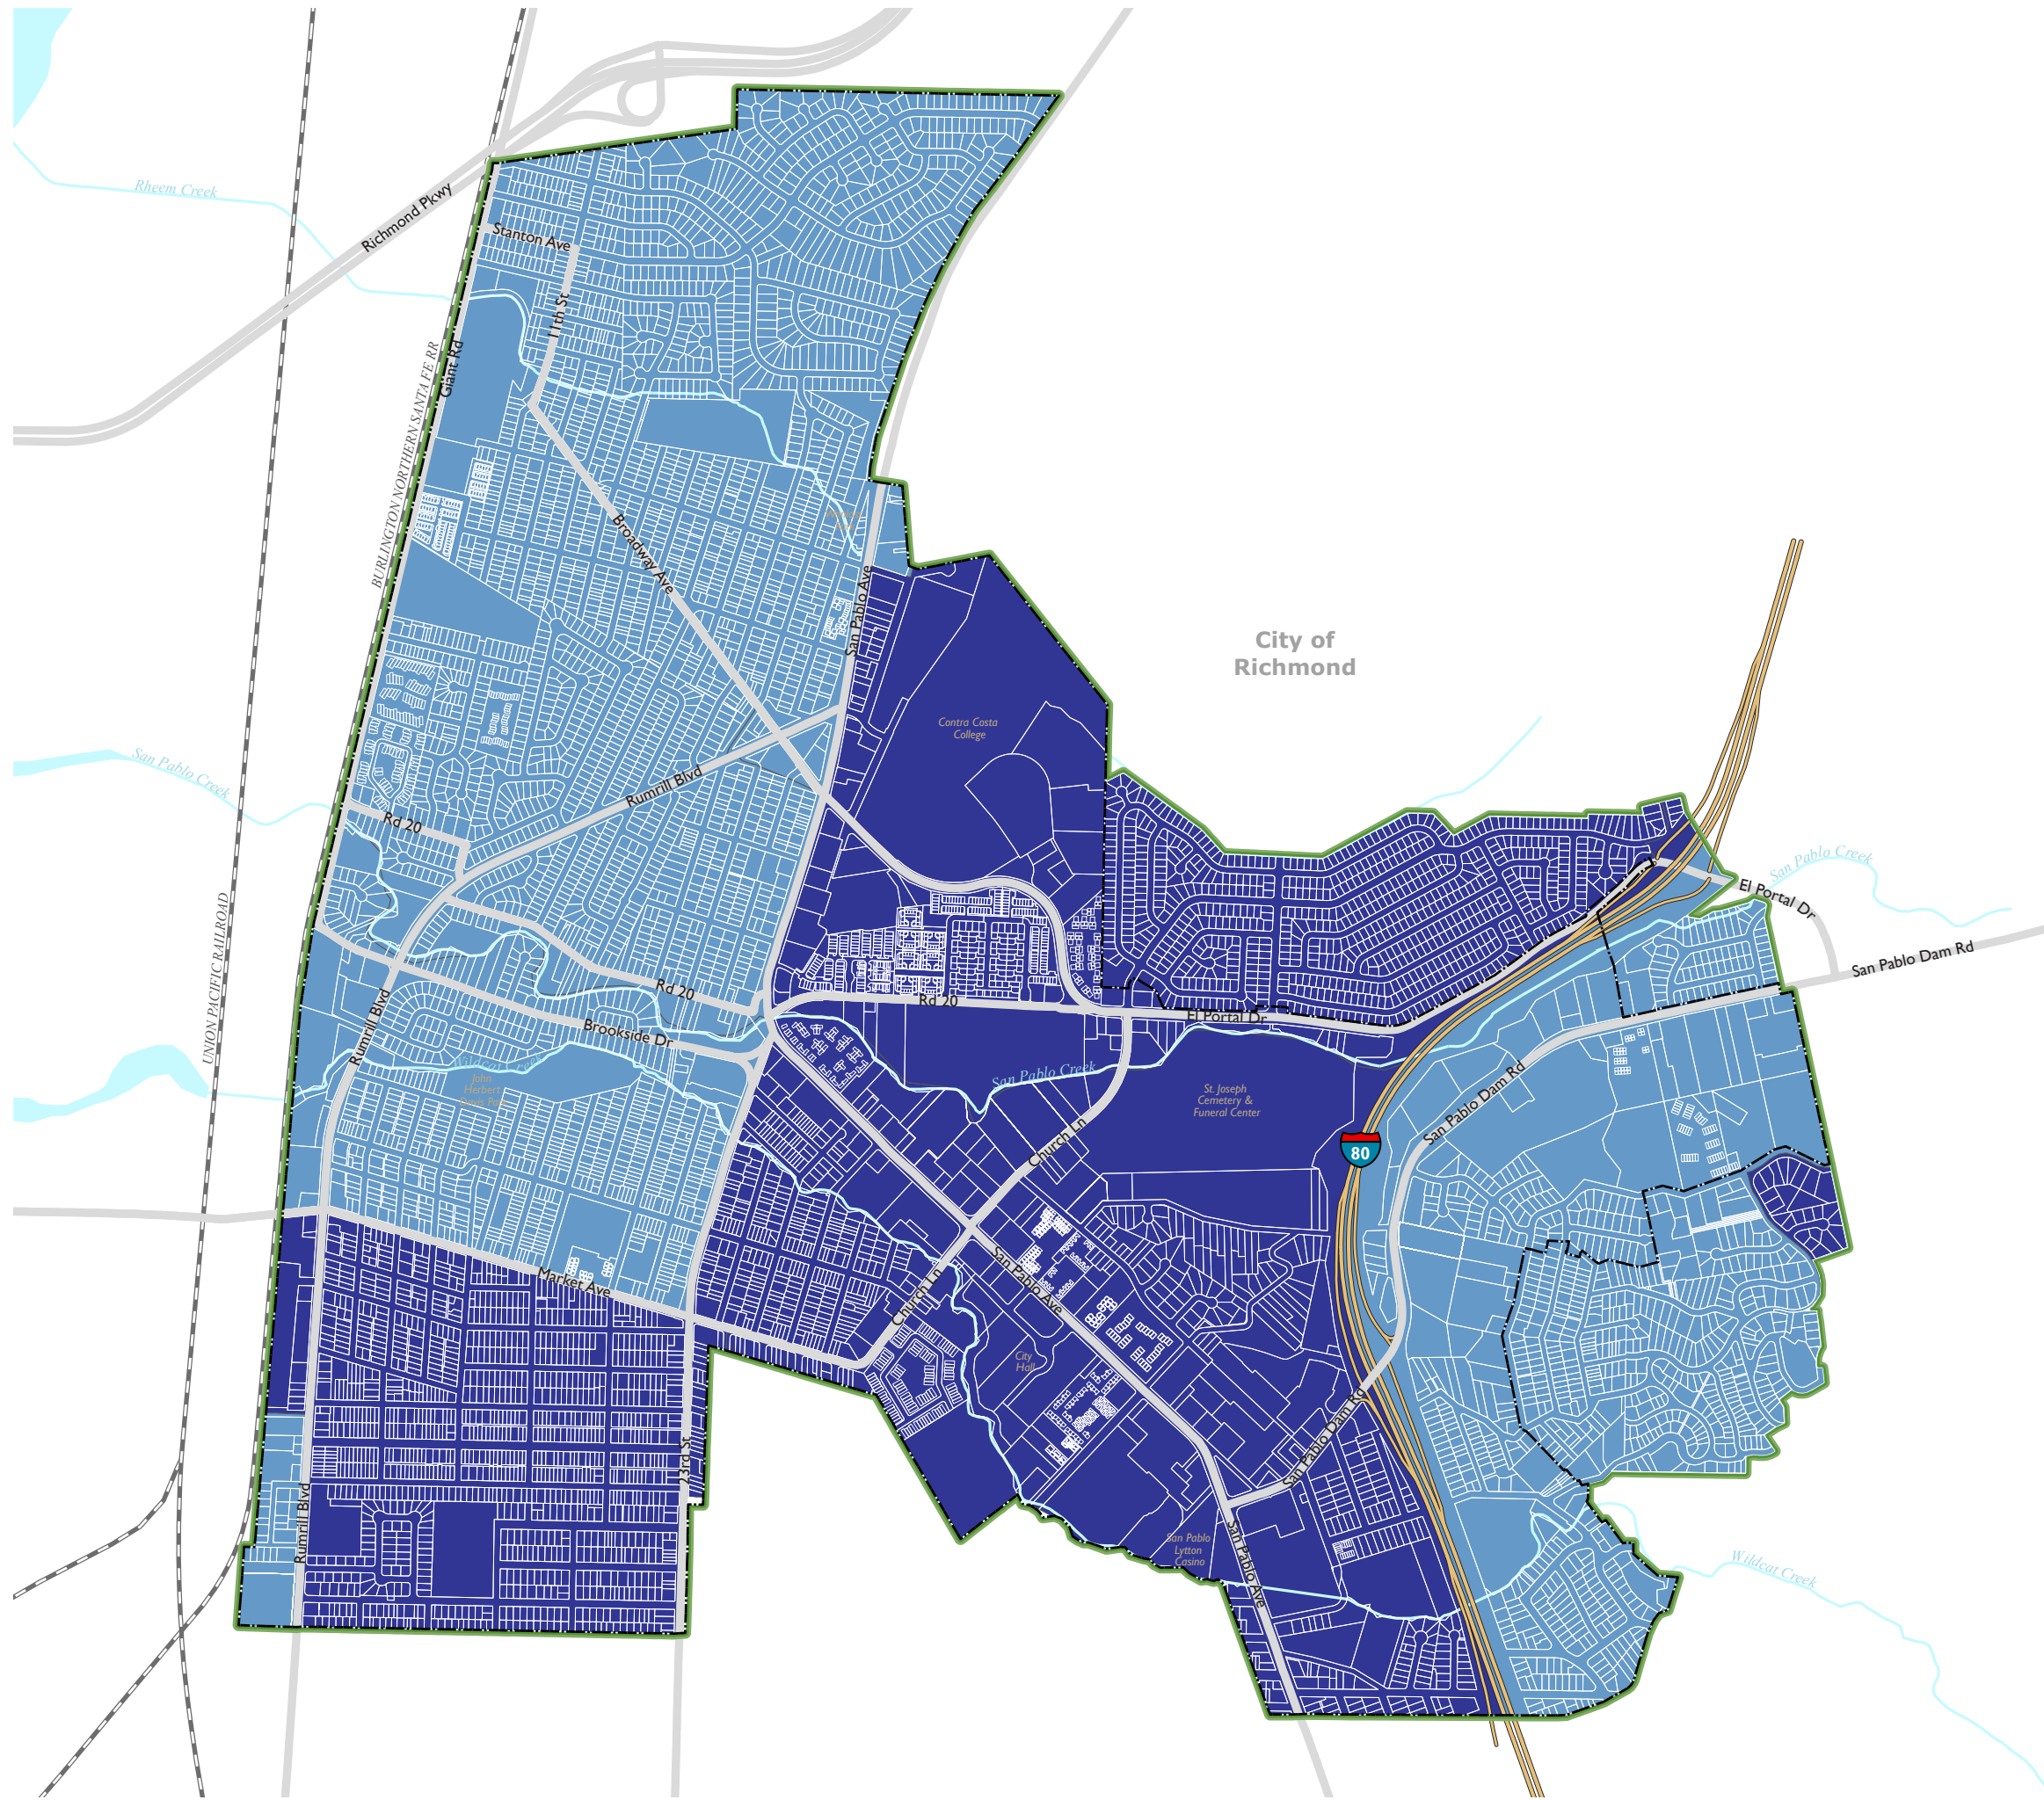 Rheem Creek
Richmond Pkwy
Stanton Ave
11th St
Giant Rd
BURLINGTON NORTHERN SANTA FE RR
Broadway Ave
San Pablo Ave
City of
Richmond
Contra Costa
College
San Pablo Creek
Rumrill Blvd
Rd 20
San Pablo Creek
El Portal Dr
San Pablo Dam Rd
UNION PACIFIC RAILROAD
Rd 20
Rd 20
El Portal Dr
Rumrill Blvd
Brookside Dr
Wildcat Creek
John
Herbert
Davis Park
San Pablo Creek
St. Joseph
Cemetery &
Funeral Center
San Pablo Dam Rd
80
Church Ln
Market Ave
Church Ln
San Pablo Ave
City
Hall
San Pablo Dam Rd
23rd St
Rumrill Blvd
San Pablo
Lytton
Casino
San Pablo Ave
Wildcat Creek